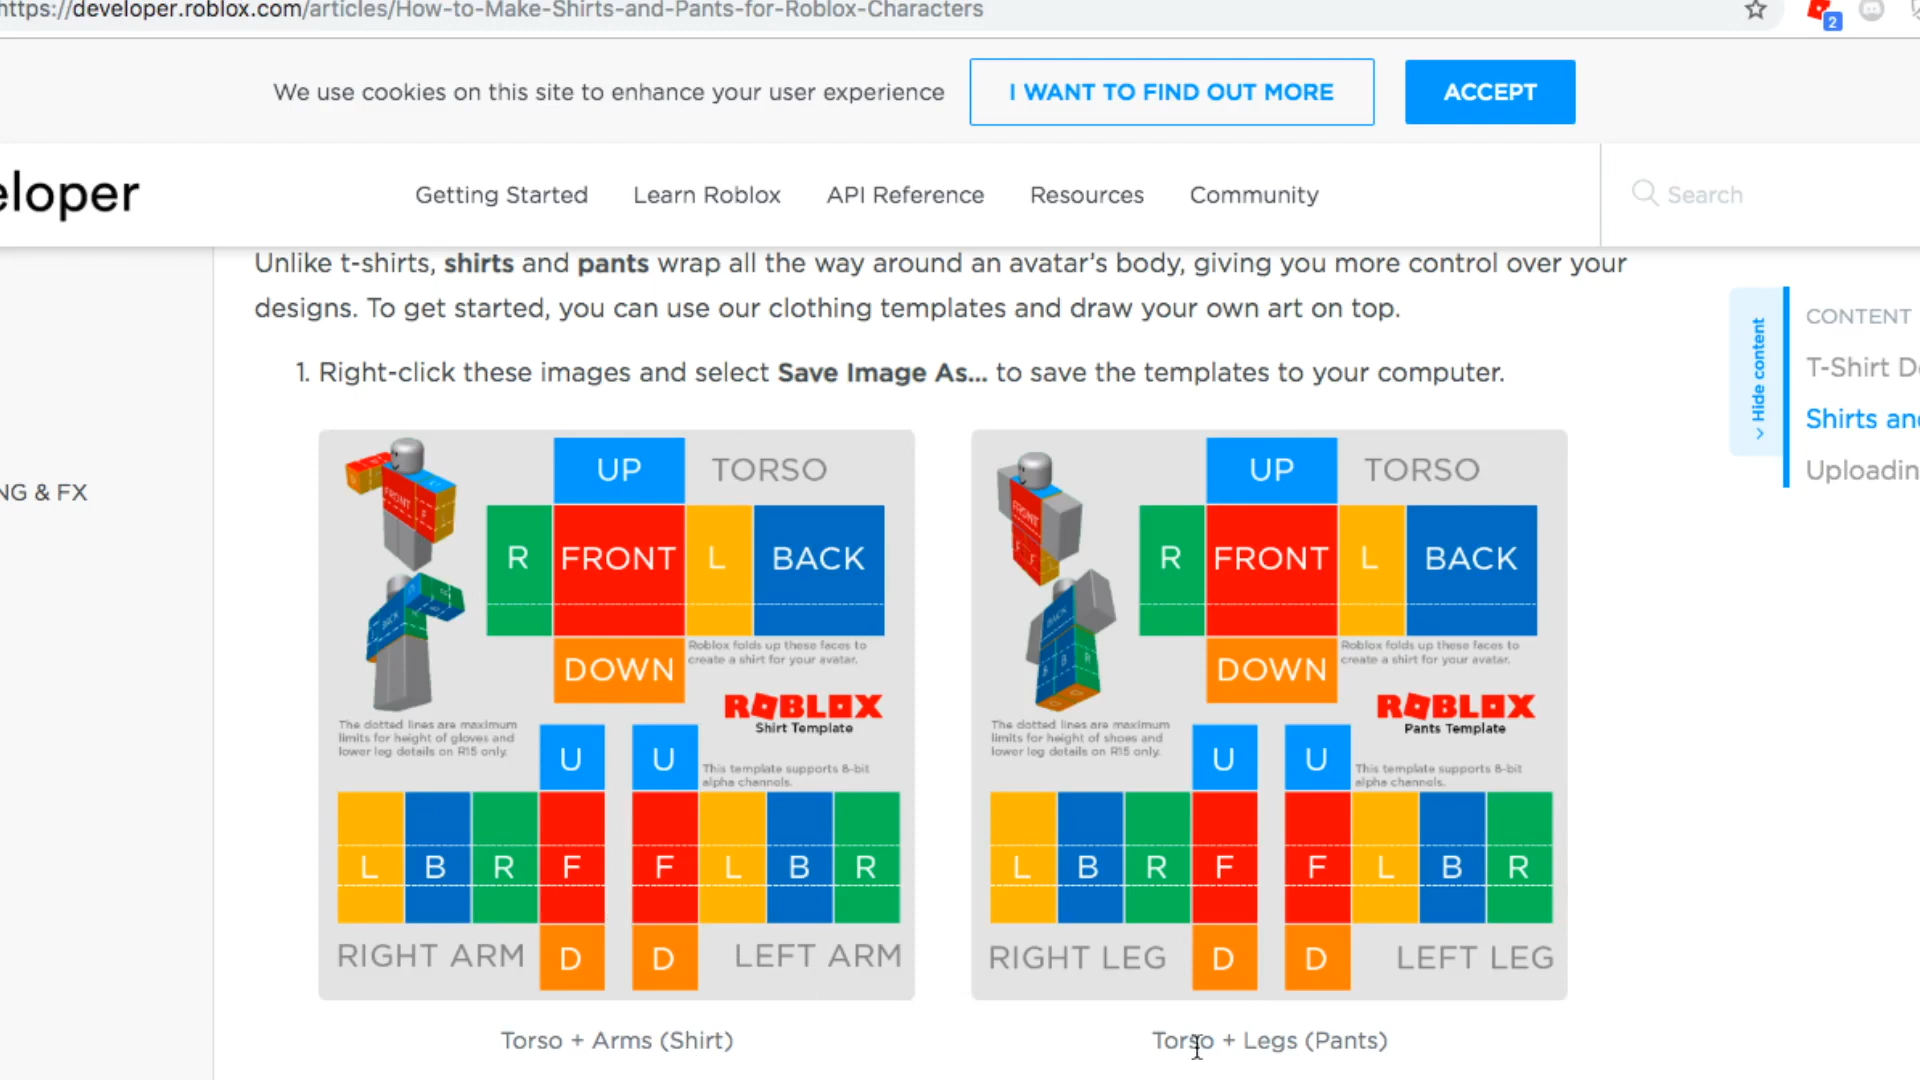 https://developer.roblox.com/articles/How-to-Make-Shirts-and-Pants-for-Roblox-Characters
2
We use cookies on this site to enhance your user experience
I WANT TO FIND OUT MORE
ACCEPT
eloper
Getting Started
Learn Roblox
API Reference
Resources
Community
Search
Unlike t-shirts, shirts and pants wrap all the way around an avatar's body, giving you more control over your
designs. To get started, you can use our clothing templates and draw your own art on top.
1. Right-click these images and select Save Image As... to save the templates to your computer.
NG & FX
Hide content
CONTENT
T-Shirt D
Shirts an
Uploadin
UP TORSO
FRONT
R FRONT L BACK
BACK
DOWN
Roblox folds up these faces to
create a shirt for your avatar.
ROBLOX
Shirt Template
The dotted lines are maximum
limits for height of gloves and
lower leg details on R15 only.
U U
This template supports 8-bit
alpha channels.
L B R F F L B R
RIGHT ARM D D LEFT ARM
Torso + Arms (Shirt)
UP TORSO
FRONT
R FRONT L BACK
BACK
DOWN
Roblox folds up these faces to
create a shirt for your avatar.
ROBLOX
Pants Template
The dotted lines are maximum
limits for height of shoes and
lower leg details on R15 only.
U U
This template supports 8-bit
alpha channels.
L B R F F L B R
RIGHT LEG D D LEFT LEG
Torso + Legs (Pants)